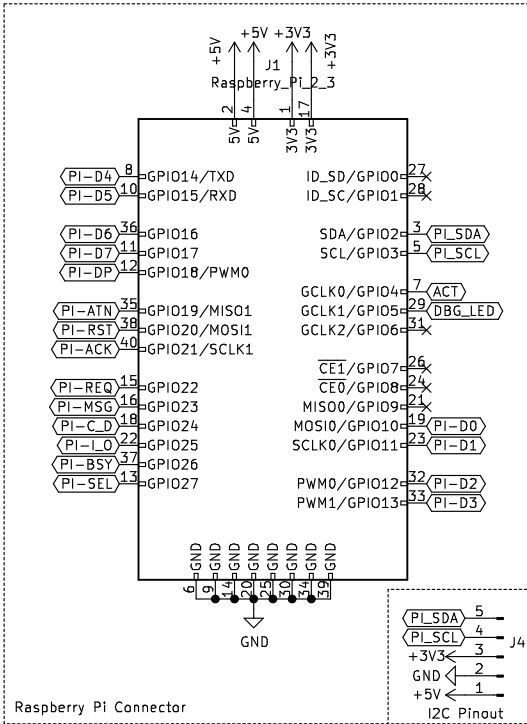 +5V +5V +3V3 +3V3
J1
Raspberry_Pi_2_3
2 4 1 17
5V 5V 3V3 3V3
PI-D4 8 GPIO14/TXD ID_SD/GPIO0 27
PI-D5 10 GPIO15/RXD ID_SC/GPIO1 28
PI-D6 36 GPIO16 SDA/GPIO2 3 PI_SDA
PI-D7 11 GPIO17 SCL/GPIO3 5 PI_SCL
PI-DP 12 GPIO18/PWM0
GCLK0/GPIO4 7 ACT
PI-ATN 35 GPIO19/MISO1 GCLK1/GPIO5 29 DBG_LED
PI-RST 38 GPIO20/MOSI1 GCLK2/GPIO6 31
PI-ACK 40 GPIO21/SCLK1
CE1/GPIO7 26
PI-REQ 15 GPIO22 CE0/GPIO8 24
PI-MSG 16 GPIO23 MISO0/GPIO9 21
PI-C_D 18 GPIO24 MOSI0/GPIO10 19 PI-D0
PI-I_O 22 GPIO25 SCLK0/GPIO11 23 PI-D1
PI-BSY 37 GPIO26
PI-SEL 13 GPIO27 PWM0/GPIO12 32 PI-D2
PWM1/GPIO13 33 PI-D3
GND GND GND GND GND GND GND GND
6 9 14 20 25 30 34 39
GND
PI_SDA 5
PI_SCL 4
J4
+3V3 3
GND 2
+5V 1
Raspberry Pi Connector
I2C Pinout